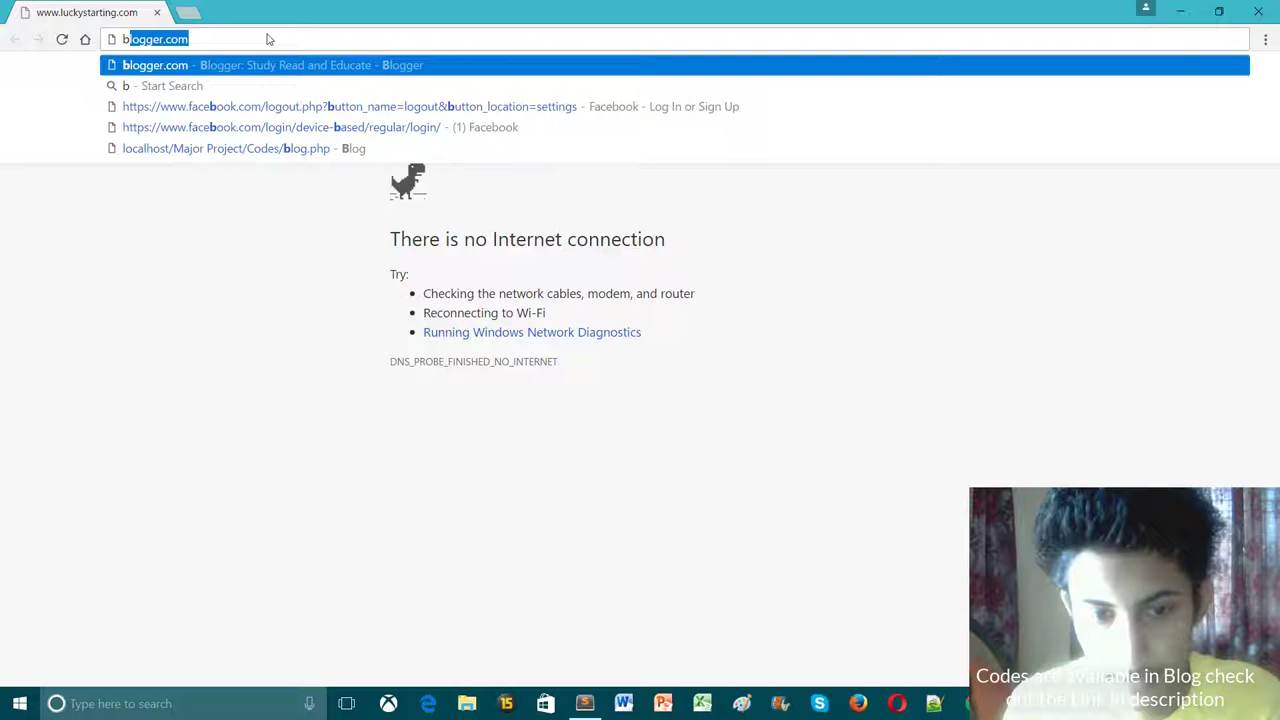 www.luckystarting.com
blogger.com
blogger.com - Blogger: Study Read and Educate - Blogger
b - Start Search
https://www.facebook.com/logout.php?button_name=logout&button_location=settings - Facebook - Log In or Sign Up
https://www.facebook.com/login/device-based/regular/login/ - (1) Facebook
localhost/Major Project/Codes/blog.php - Blog
There is no Internet connection
Try:
Checking the network cables, modem, and router
Reconnecting to Wi-Fi
Running Windows Network Diagnostics
DNS_PROBE_FINISHED_NO_INTERNET
Codes are available in Blog check
out the Link in description
Type here to search